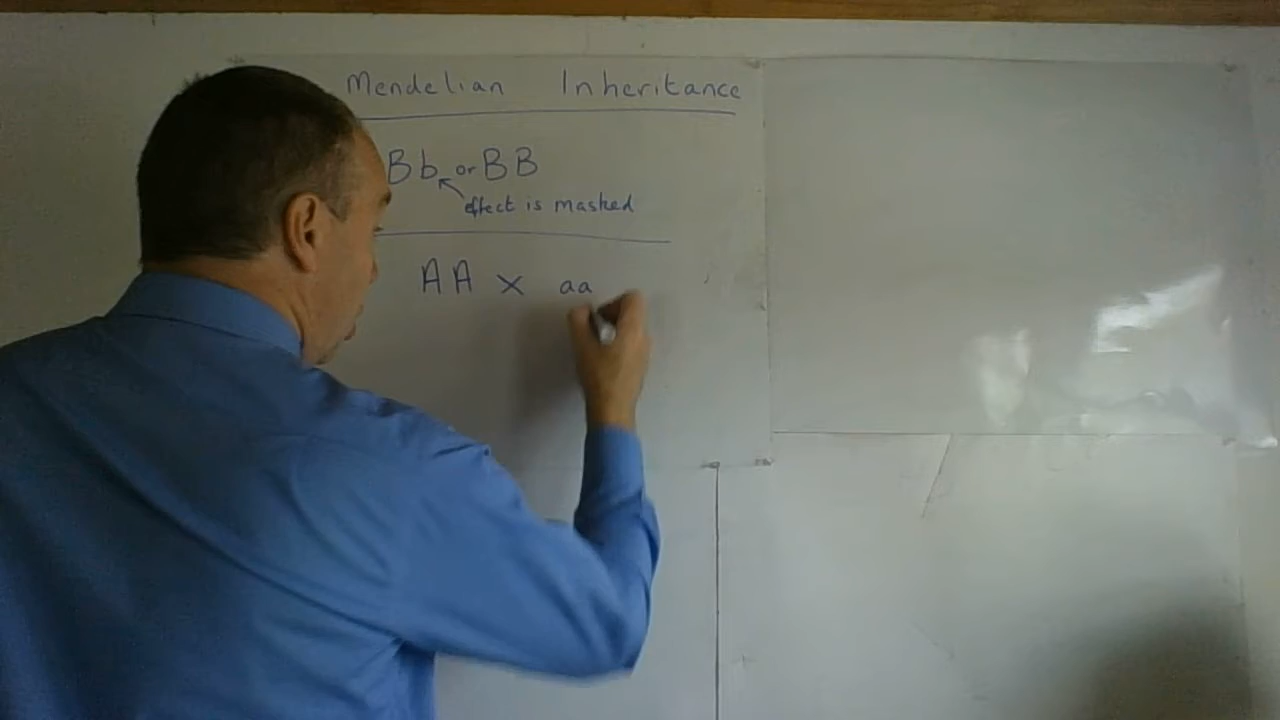 Mendelian Inheritance
Bb or BB
effect is masked
AA x aa